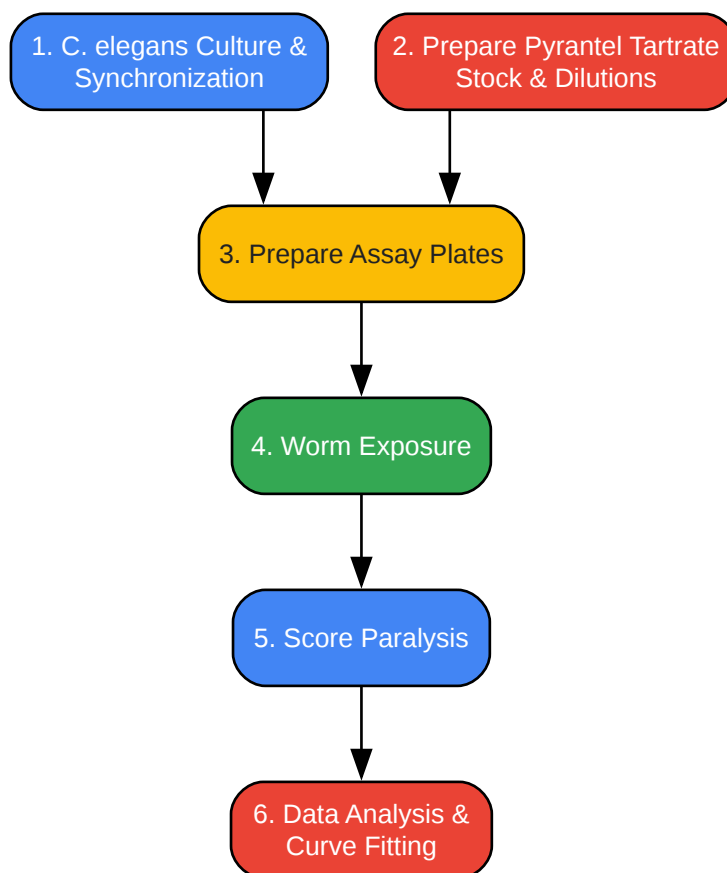 1. C. elegans Culture &
Synchronization
2. Prepare Pyrantel Tartrate
Stock & Dilutions
3. Prepare Assay Plates
4. Worm Exposure
5. Score Paralysis
6. Data Analysis &
Curve Fitting